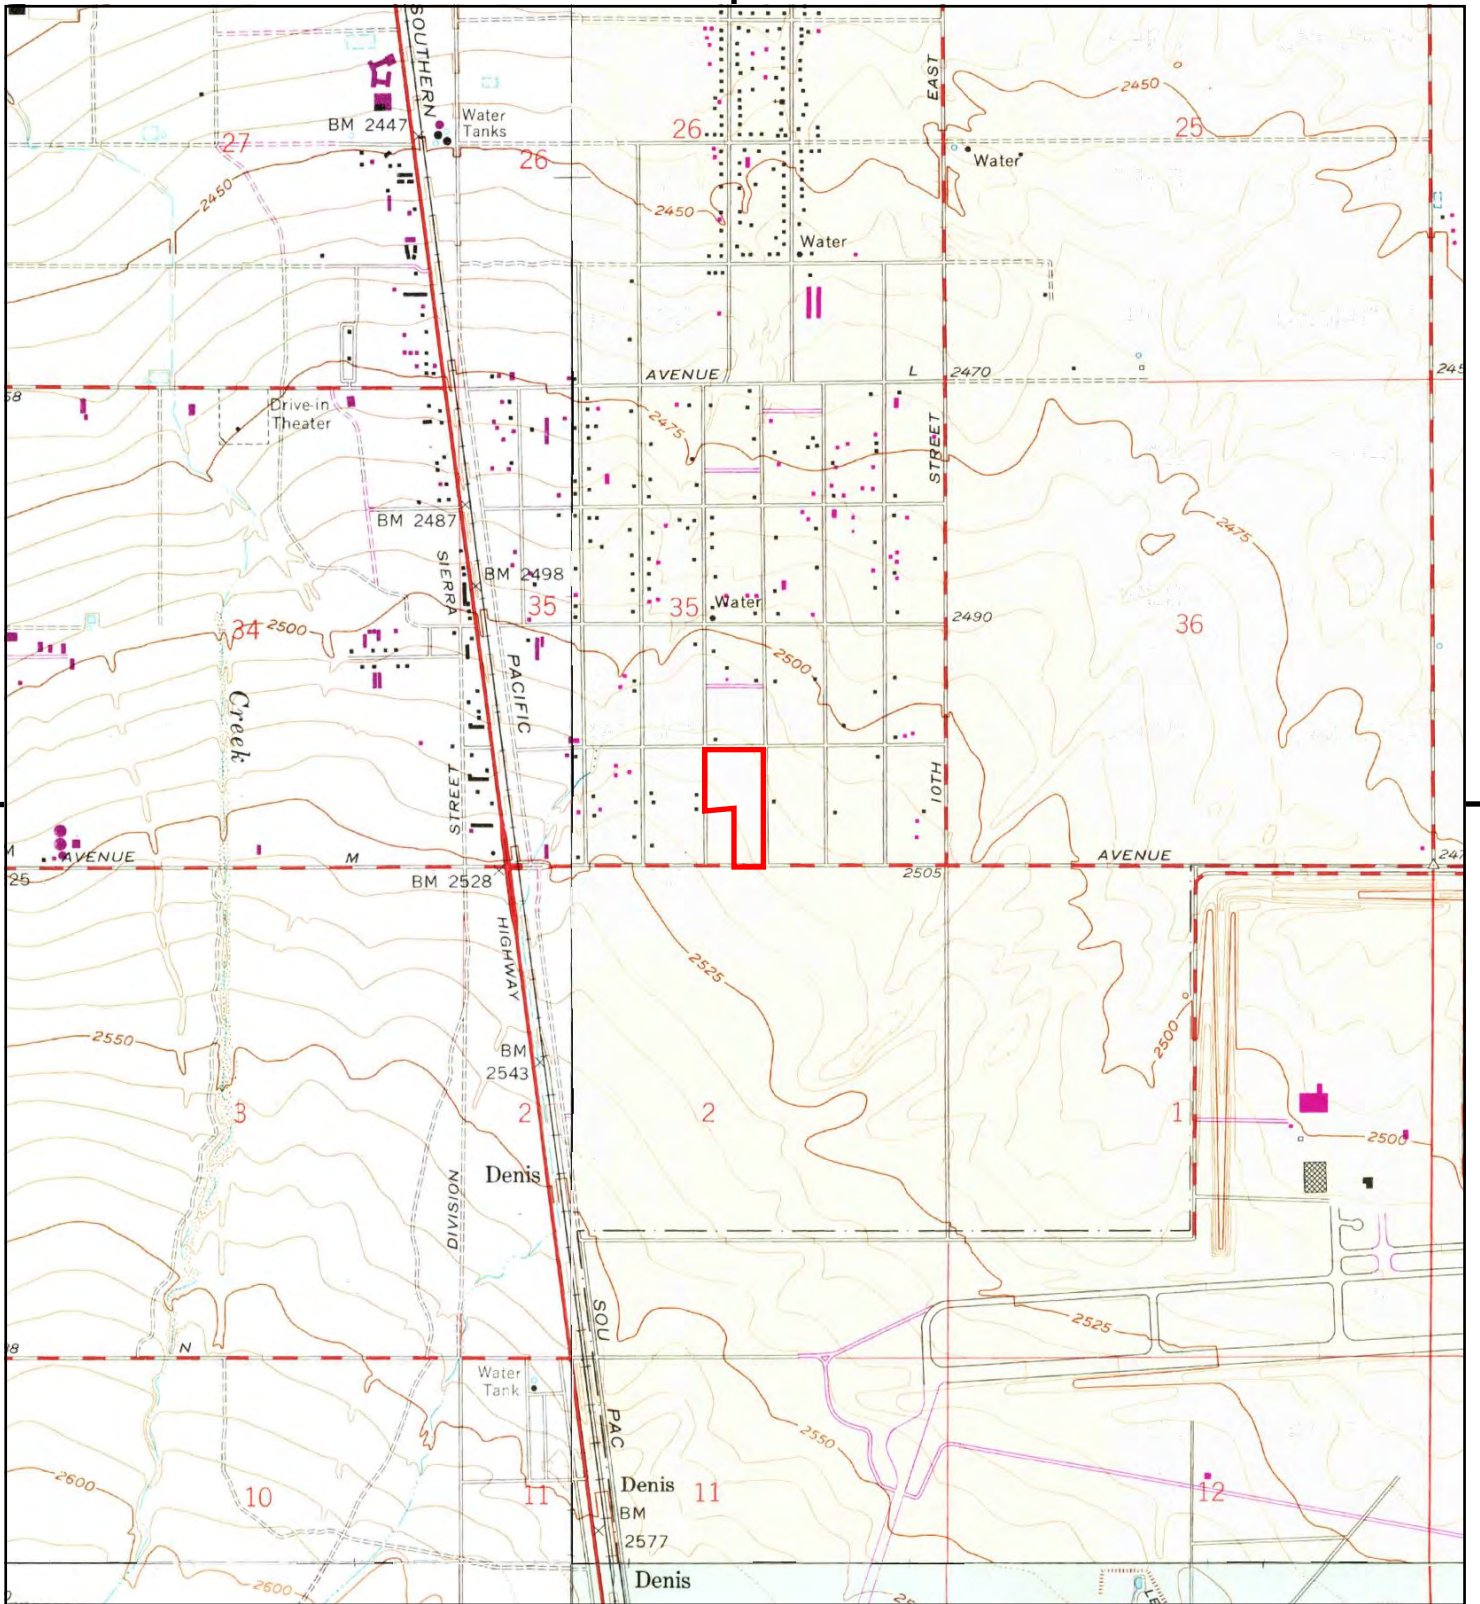 SOUTHERN
EAST
2450
BM 2447
Water
Tanks
27
26
26
25
Water
2450
2450
Water
AVENUE
L
2470
Drive-in
Theater
2475
STREET
BM 2487
2475
SIERRA
BM 2498
35
35
Water
2490
36
34
2500
2500
PACIFIC
Creek
STREET
10TH
AVENUE
M
AVENUE
BM 2528
2505
HIGHWAY
2525
2550
BM
2543
2500
3
2
2
1
2500
Denis
DIVISION
SOU
2525
N
Water
Tank
PAC
2550
2600
10
11
Denis
11
12
BM
2577
2600
Denis